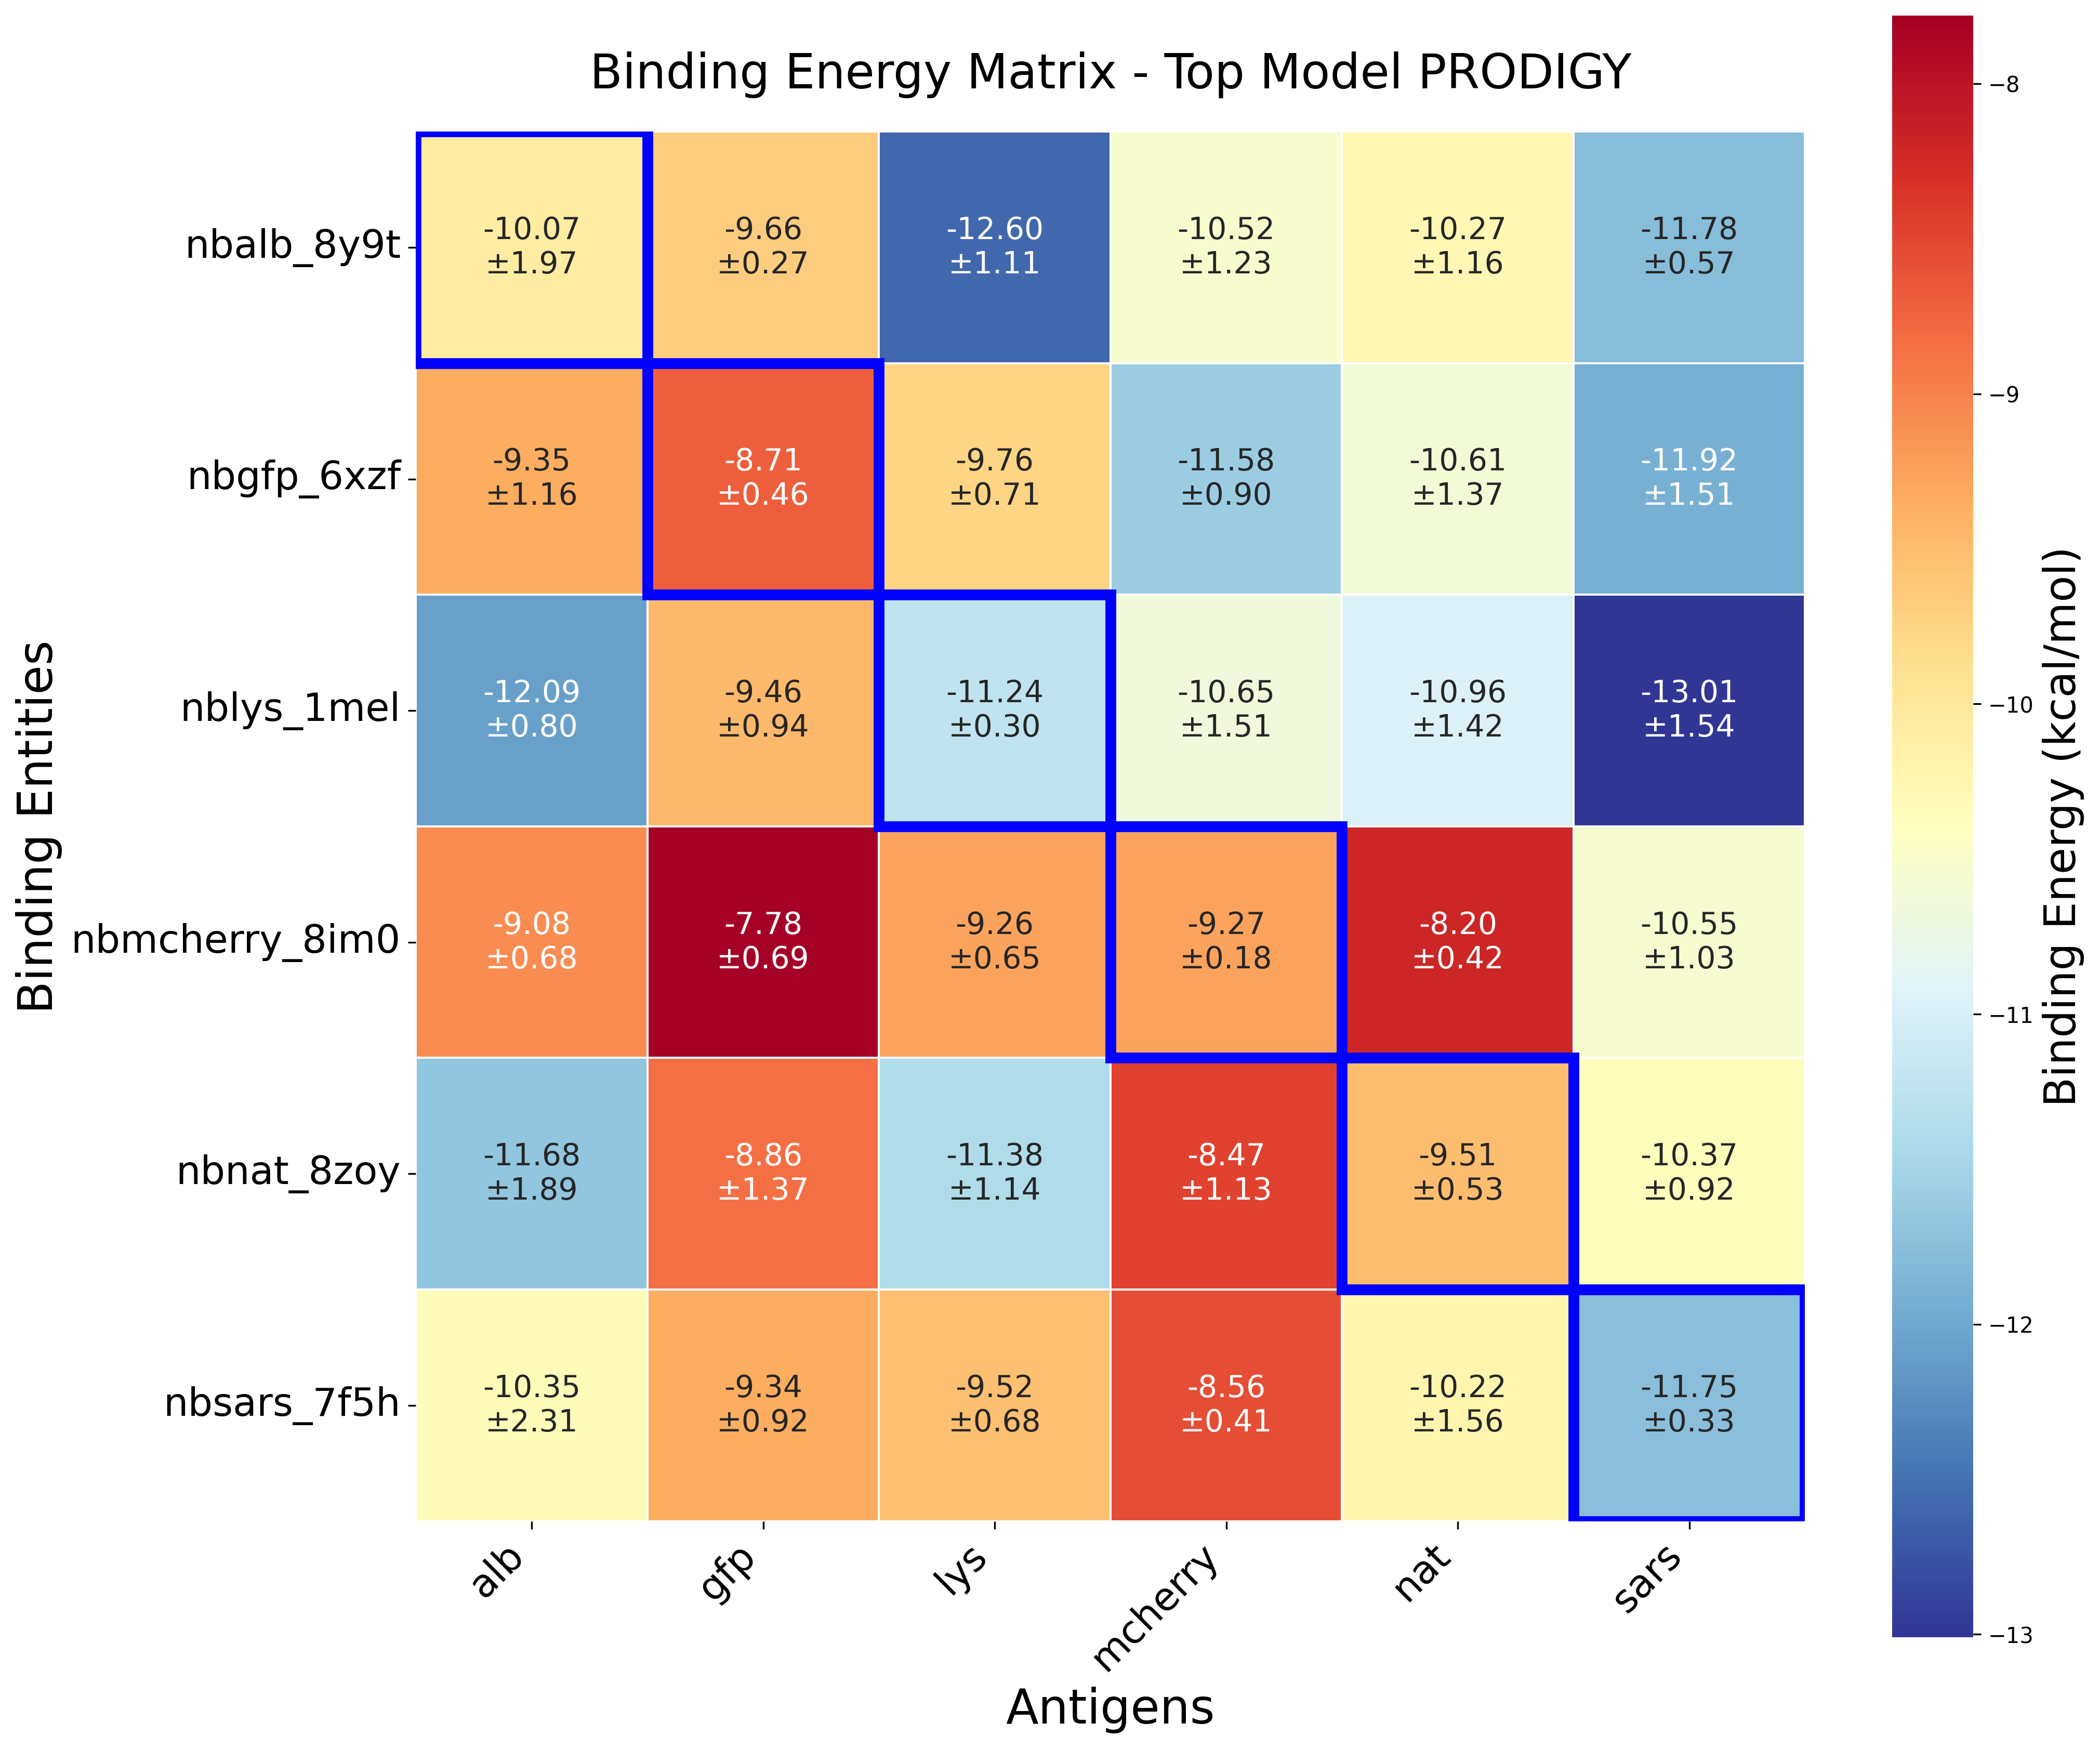 Binding Energy Matrix - Top Model PRODIGY
Binding Entities
nbalb_8y9t
-10.07 -9.66 -12.60 -10.52 -10.27 -11.78
±1.97 ±0.27 ±1.11 ±1.23 ±1.16 ±0.57
nbgfp_6xzf
-9.35 -8.71 -9.76 -11.58 -10.61 -11.92
±1.16 ±0.46 ±0.71 ±0.90 ±1.37 ±1.51
nblys_1mel
-12.09 -9.46 -11.24 -10.65 -10.96 -13.01
±0.80 ±0.94 ±0.30 ±1.51 ±1.42 ±1.54
nbmcherry_8im0
-9.08 -7.78 -9.26 -9.27 -8.20 -10.55
±0.68 ±0.69 ±0.65 ±0.18 ±0.42 ±1.03
nbnat_8zoy
-11.68 -8.86 -11.38 -8.47 -9.51 -10.37
±1.89 ±1.37 ±1.14 ±1.13 ±0.53 ±0.92
nbsars_7f5h
-10.35 -9.34 -9.52 -8.56 -10.22 -11.75
±2.31 ±0.92 ±0.68 ±0.41 ±1.56 ±0.33
alb gfp lys mcherry nat sars
Antigens
−8
−9
−10
−11
−12
−13
Binding Energy (kcal/mol)